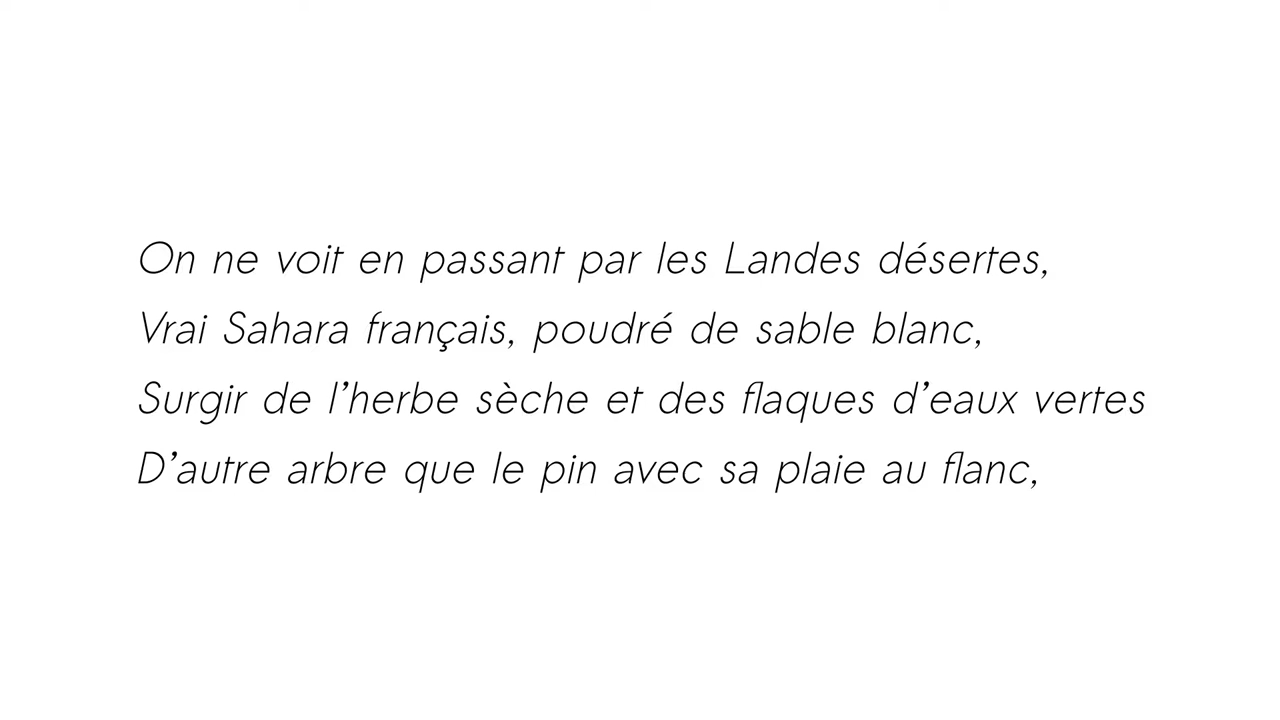 On ne voit en passant par les Landes désertes,
Vrai Sahara français, poudré de sable blanc,
Surgir de l’herbe sèche et des flaques d’eaux vertes
D’autre arbre que le pin avec sa plaie au flanc,